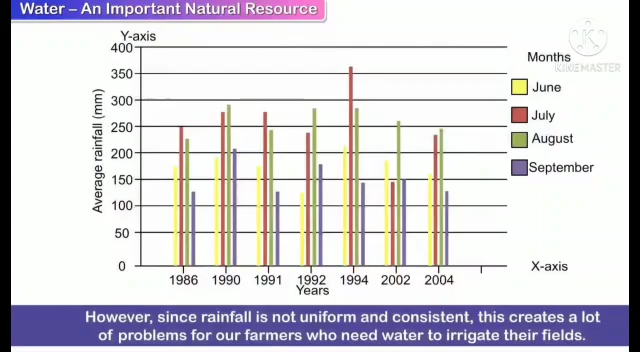 Water – An Important Natural Resource
Y-axis
400
350
300
250
200
150
100
50
0
Average rainfall (mm)
1986 1990 1991 1992 1994 2002 2004
Years
X-axis
Months
June
July
August
September
KINEMASTER
However, since rainfall is not uniform and consistent, this creates a lot
of problems for our farmers who need water to irrigate their fields.